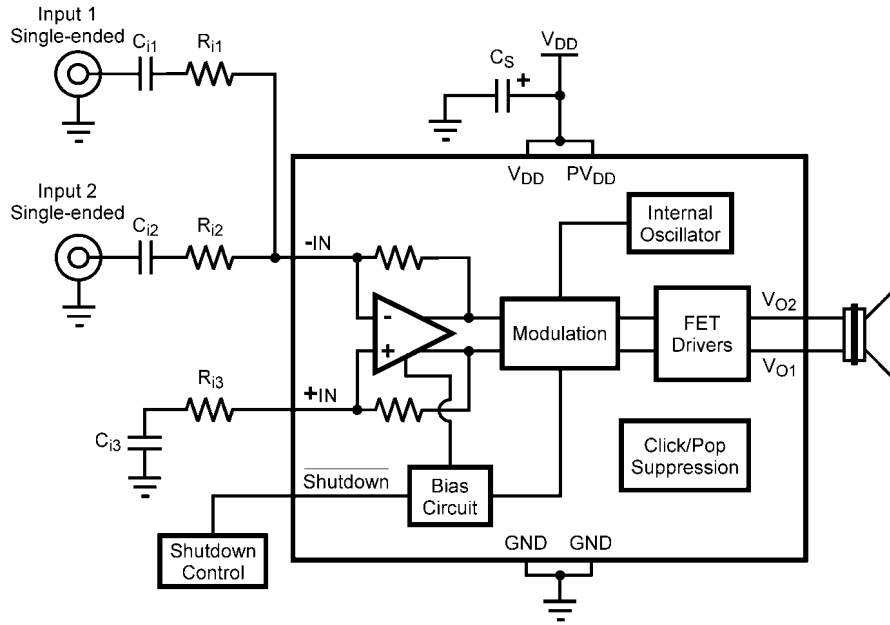 Input 1
Single-ended
Ci1
Ri1
VDD
CS
+
VDD
PVDD
Input 2
Single-ended
Ci2
Ri2
-IN
Internal
Oscillator
-
+
Modulation
FET
Drivers
VO2
VO1
Ri3
+IN
Ci3
Click/Pop
Suppression
Shutdown
Bias
Circuit
Shutdown
Control
GND
GND